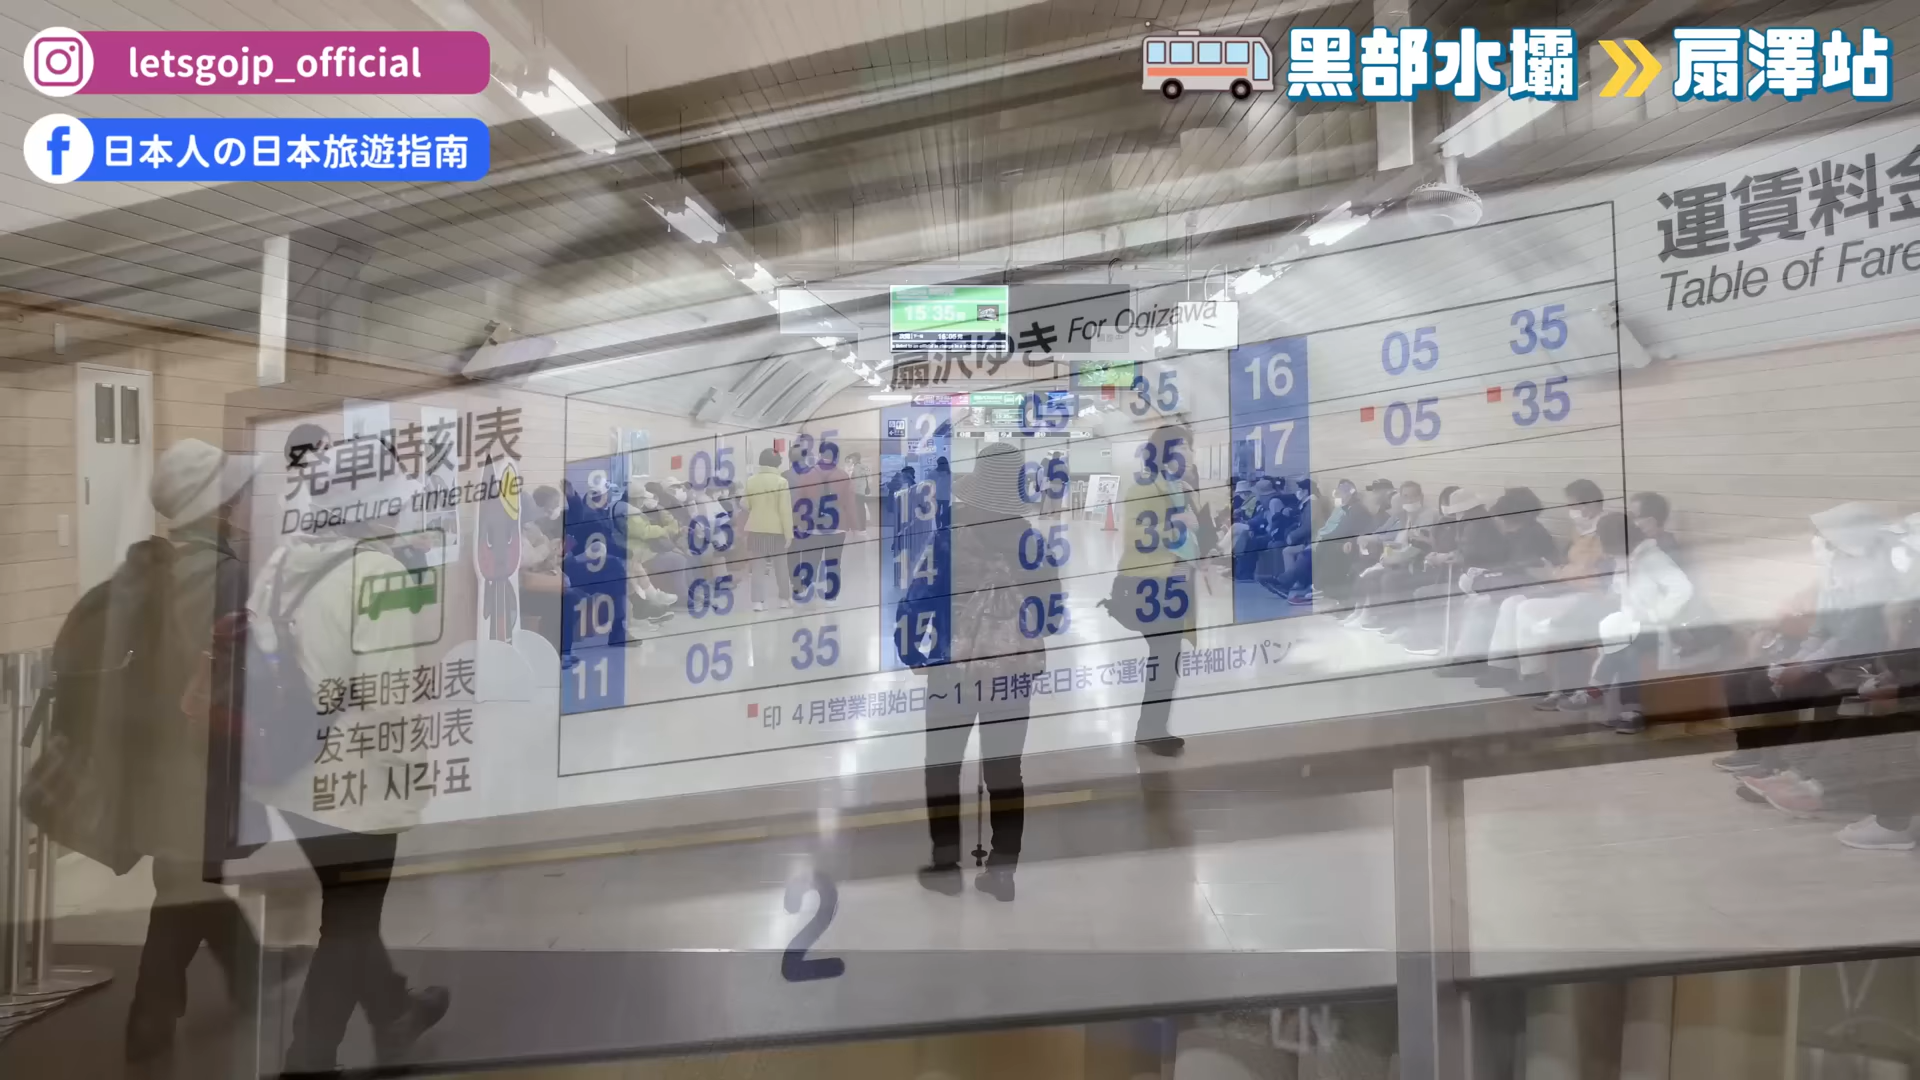 letsgojp_official
日本人の日本旅遊指南
黑部水壩 扇澤站
運賃料金
Table of Fare
扇沢ゆき For Ogizawa
発車時刻表
Departure timetable
發車時刻表
发车时刻表
발차 시각표
8 05 35
9 05 35
10 05 35
11 05 35
05 35
13 05 35
14 05 35
15 05 35
16 05 35
17 05 35
印 4月営業開始日～11月特定日まで運行（詳細はパン
15 35
2